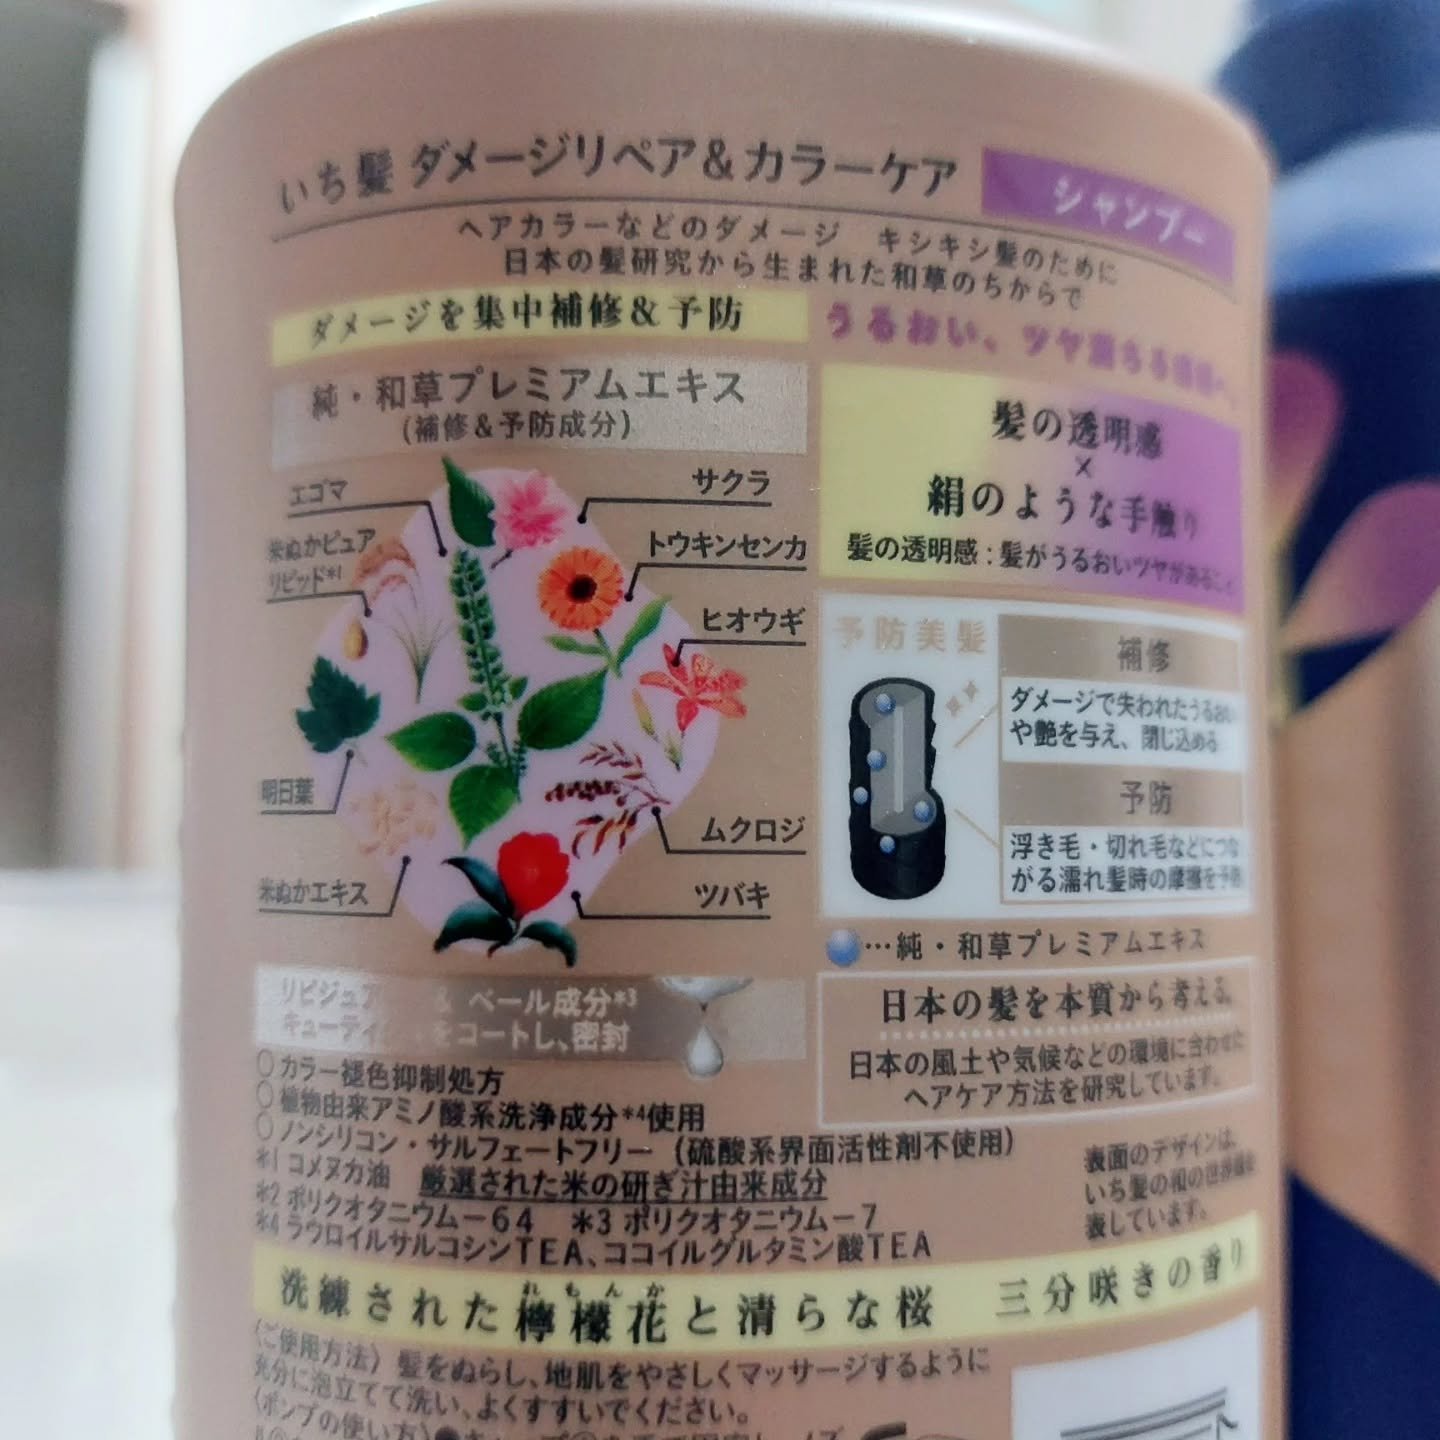 いち髪 ダメージリペア&カラーケア
シャンプー
ヘアカラーなどのダメージ キシキシ髪のために
日本の髪研究から生まれた和草のちからで
ダメージを集中補修&予防
うるおい、ツヤ満ちる
純・和草プレミアムエキス
(補修&予防成分)
エゴマ
サクラ
米ぬかピュア
リピッド*1
トウキンセンカ
ヒオウギ
明日葉
ムクロジ
米ぬかエキス
ツバキ
髪の透明感
×
絹のような手触り
髪の透明感:髪がうるおいツヤがあること
予防美髪
補修
ダメージで失われたうるおい
や艶を与え、閉じ込める
予防
浮き毛・切れ毛などにつな
がる濡れ髪時の摩擦を予防
…純・和草プレミアムエキス
リピジュア & ベール成分*3
キューティ をコートし、密封
日本の髪を本質から考える。
日本の風土や気候などの環境に合わせた
ヘアケア方法を研究しています。
○カラー褪色抑制処方
○植物由来アミノ酸系洗浄成分*4使用
○ノンシリコン・サルフェートフリー(硫酸系界面活性剤不使用)
*1 コメヌカ油 厳選された米の研ぎ汁由来成分
*2 ポリクオタニウム-64 *3 ポリクオタニウム-7
*4 ラウロイルサルコシンTEA、ココイルグルタミン酸TEA
表面のデザインは、
いち髪の和の世界観を
表しています。
洗練された檸檬花と清らな桜 三分咲きの香り
れもんか
〈ご使用方法〉髪をぬらし、地肌をやさしくマッサージするように
充分に泡立てて洗い、よくすすいでください。
〈ポンプの使い方〉